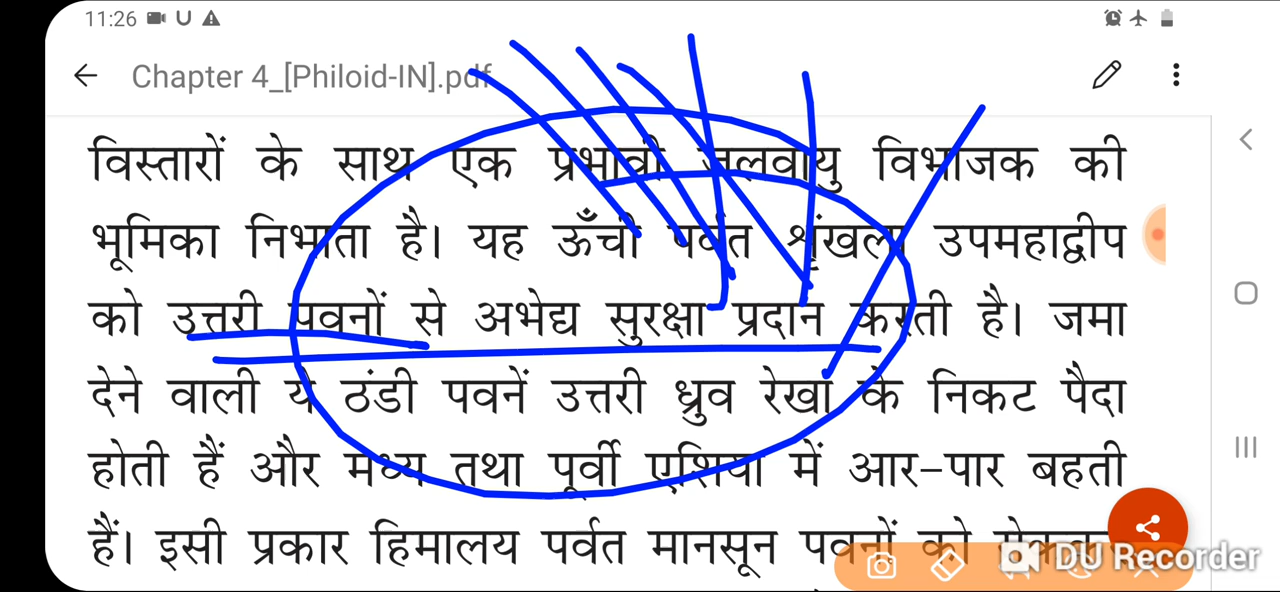 11:26
Chapter 4_[Philoid-IN].pdf
विस्तारों के साथ एक प्रभावी जलवायु विभाजक की
भूमिका निभाता है। यह ऊँची पर्वत शृंखला उपमहाद्वीप
को उत्तरी पवनों से अभेद्य सुरक्षा प्रदान करती है। जमा
देने वाली ये ठंडी पवनें उत्तरी ध्रुव रेखा के निकट पैदा
होती हैं और मध्य तथा पूर्वी एशिया में आर-पार बहती
हैं। इसी प्रकार हिमालय पर्वत मानसून पवनों को
DU Recorder